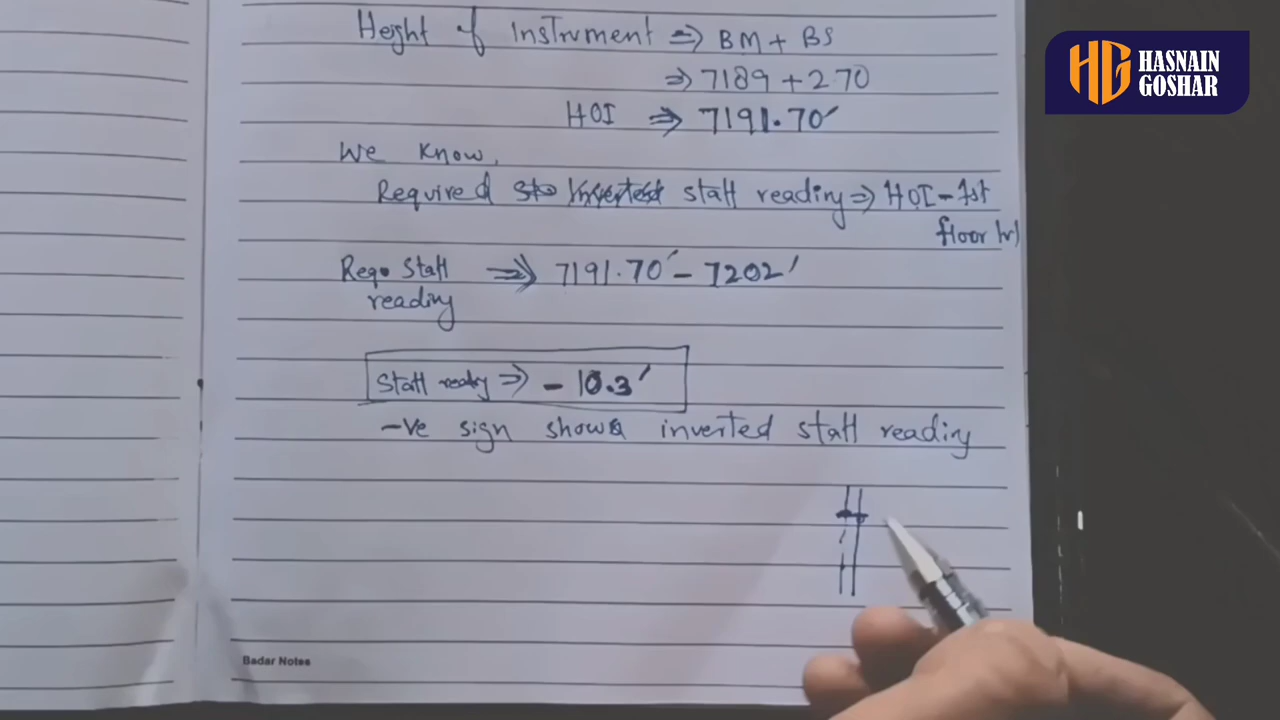 Height of Instrument ⇒ BM + BS
⇒ 7189 + 2.70
HOI ⇒ 7191.70′
We know,
Required staff reading ⇒ HOI - 1st
floor lvl
Req. Staff ⇒ 7191.70′ - 7202′
reading
Staff ready ⇒ - 10.3′
-ve sign shows inverted staff reading
Badar Notes
HG HASNAIN
GOSHAR